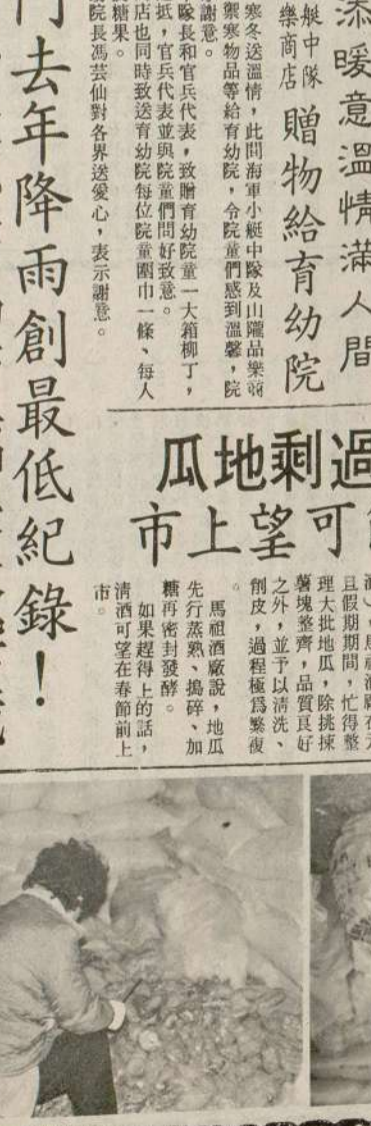 添暖意溫情滿人間
艇中隊
樂商店
贈物給育幼院
寒冬送溫情，此間海軍小艇中隊及山隴品樂商
禦寒物品等給育幼院，令院童們感到溫馨，院
謝意。
隊長和官兵代表，致贈育幼院童一大箱柳丁，
抵，官兵代表並與院童們問好致意。
店也同時致送育幼院每位院童圍巾一條、每人
糖果。
院長馮芸仙對各界送愛心，表示謝意。
門去年降雨創最低紀錄！
過剩地瓜
可望上市
且假期期間，忙得整
理大批地瓜，除挑揀
薯塊整齊，品質良好
之外，並予以清洗、
削皮，過程極爲繁複
。
馬祖酒廠說，地瓜
先行蒸熟、搗碎、加
糖再密封發酵。
如果趕得上的話，
清酒可望在春節前上
市。